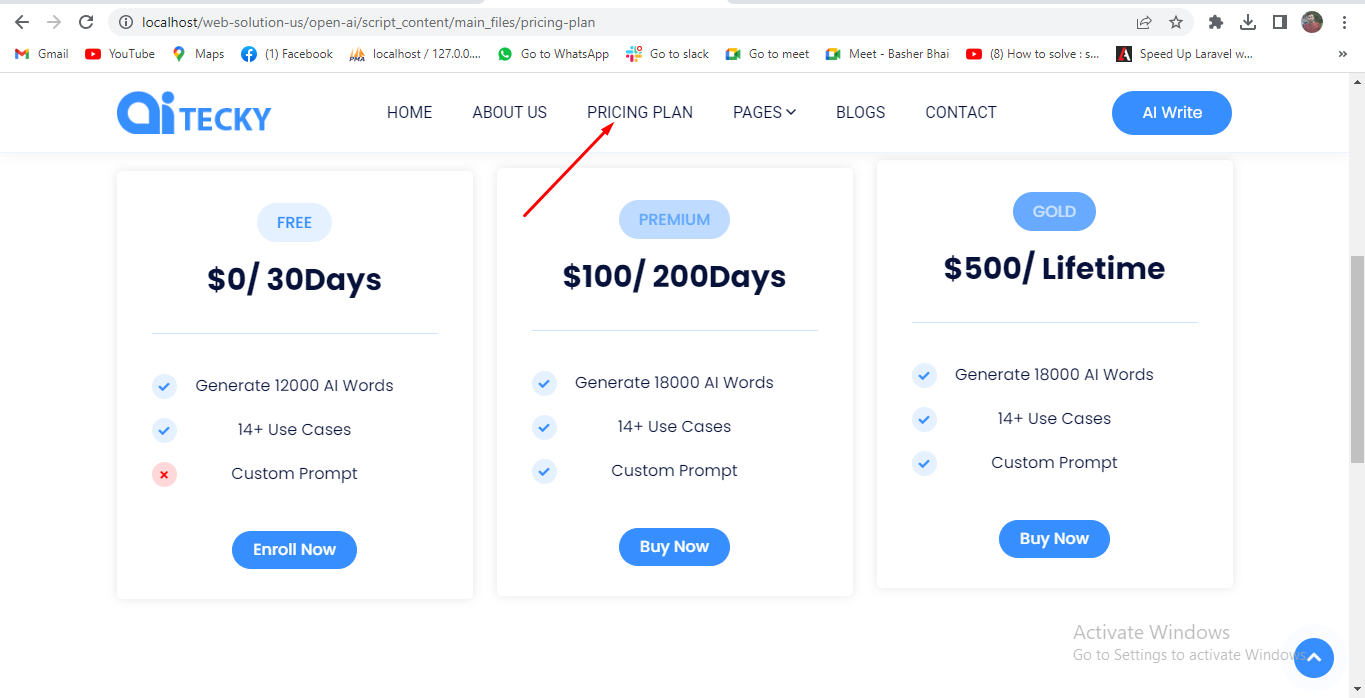 localhost/web-solution-us/open-ai/script_content/main_files/pricing-plan
Gmail YouTube Maps (1) Facebook localhost / 127.0.0.... Go to WhatsApp Go to slack Go to meet Meet - Basher Bhai (8) How to solve : s... Speed Up Laravel w... »
ai TECKY HOME ABOUT US PRICING PLAN PAGES BLOGS CONTACT AI Write
FREE
$0/ 30Days
Generate 12000 AI Words
14+ Use Cases
Custom Prompt
Enroll Now
PREMIUM
$100/ 200Days
Generate 18000 AI Words
14+ Use Cases
Custom Prompt
Buy Now
GOLD
$500/ Lifetime
Generate 18000 AI Words
14+ Use Cases
Custom Prompt
Buy Now
Activate Windows
Go to Settings to activate Windows.